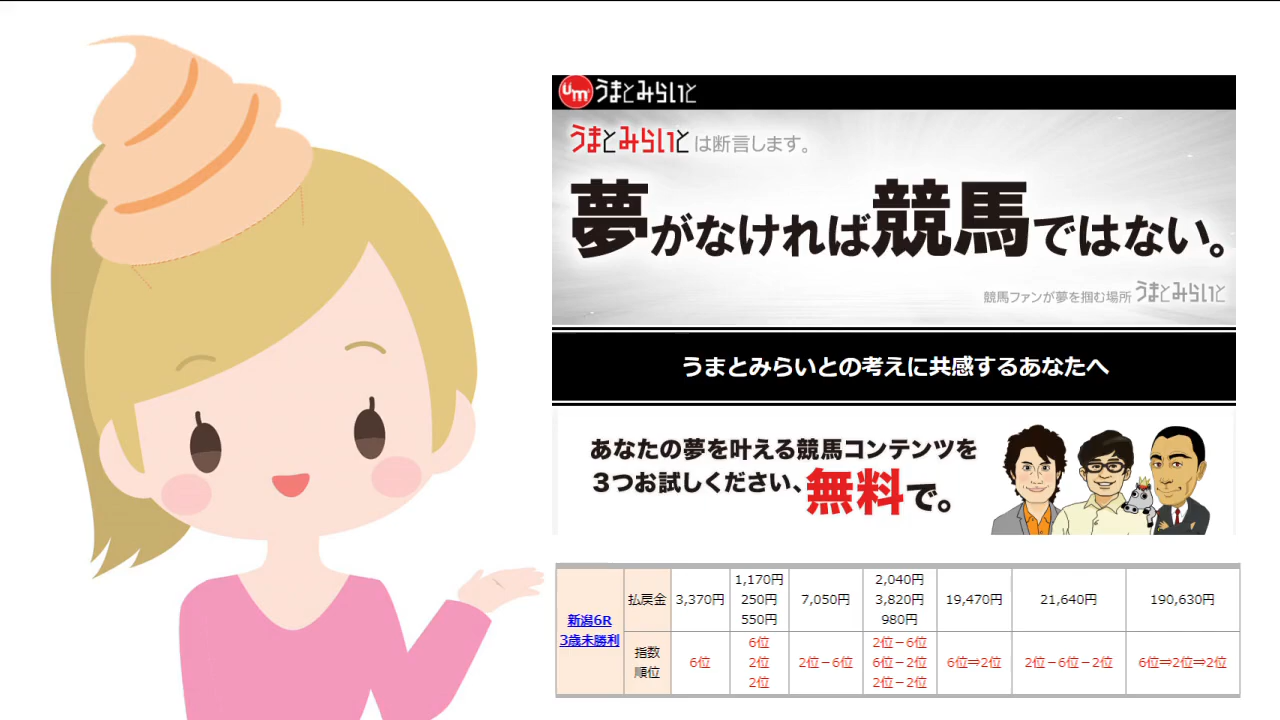 um うまとみらいと
うまとみらいとは断言します。
夢がなければ競馬ではない。
競馬ファンが夢を掴む場所 うまとみらいと
うまとみらいとの考えに共感するあなたへ
あなたの夢を叶える競馬コンテンツを
３つお試しください、無料で。
新潟6R
3歳未勝利
払戻金 3,370円 1,170円 250円 550円 7,050円 2,040円 3,820円 980円 19,470円 21,640円 190,630円
指数順位 6位 6位 2位 2位 2位－6位 2位－6位 6位－2位 2位－2位 6位⇒2位 2位－6位－2位 6位⇒2位⇒2位